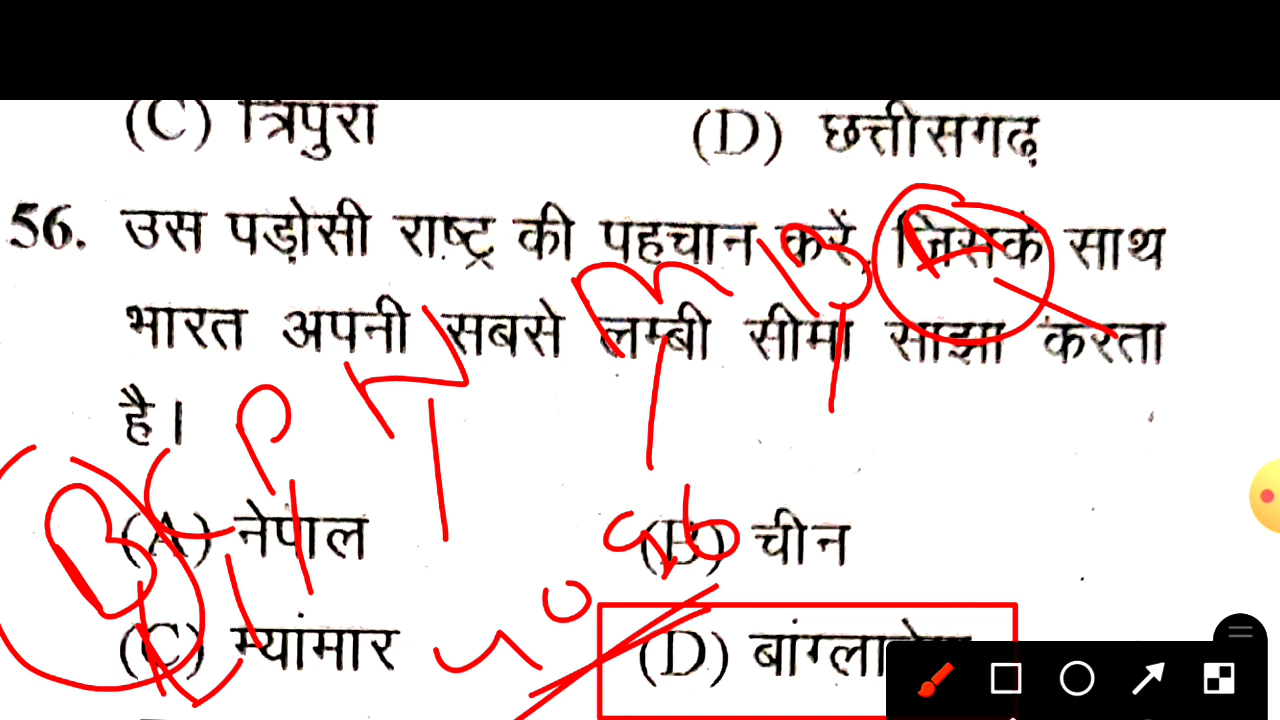 (C) त्रिपुरा (D) छत्तीसगढ़
56. उस पड़ोसी राष्ट्र की पहचान करें, जिसके साथ
भारत अपनी सबसे लम्बी सीमा साझा करता
है।
(A) नेपाल (B) चीन
(C) म्यांमार (D)